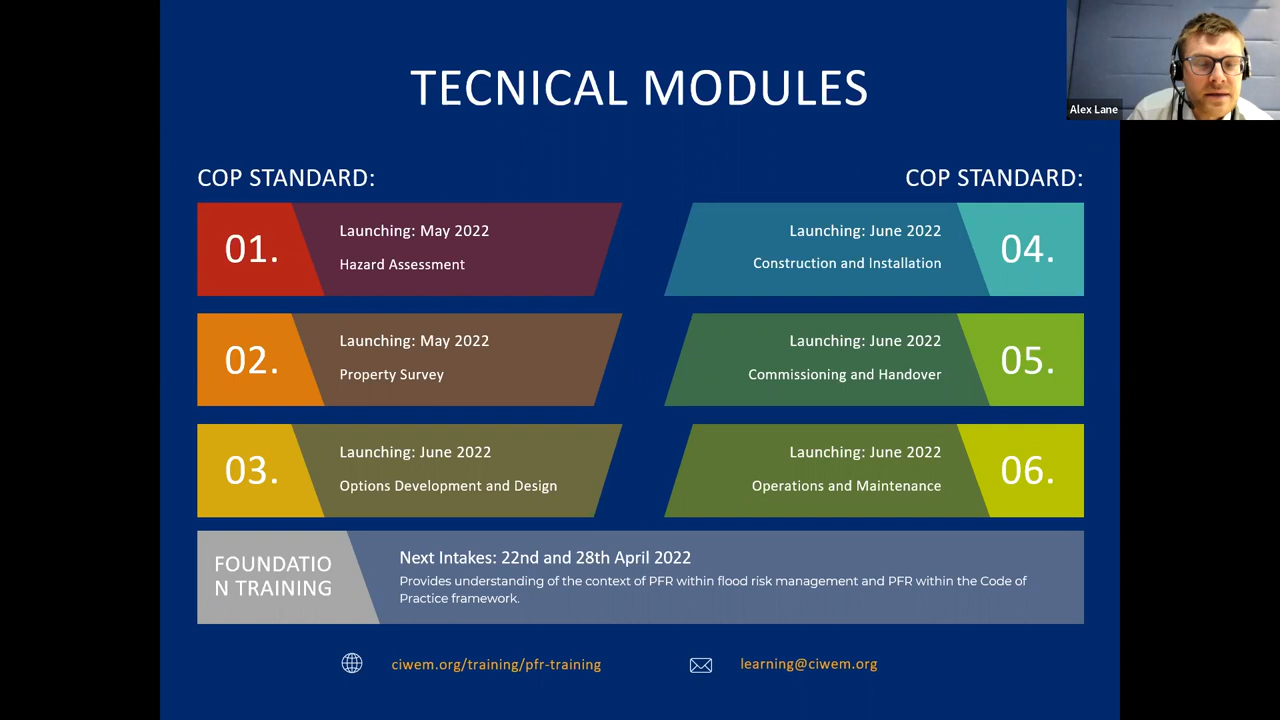 TECNICAL MODULES
Alex Lane
COP STANDARD:
COP STANDARD:
01.
Launching: May 2022
Hazard Assessment
02.
Launching: May 2022
Property Survey
03.
Launching: June 2022
Options Development and Design
Launching: June 2022
Construction and Installation
04.
Launching: June 2022
Commissioning and Handover
05.
Launching: June 2022
Operations and Maintenance
06.
FOUNDATIO
N TRAINING
Next Intakes: 22nd and 28th April 2022
Provides understanding of the context of PFR within flood risk management and PFR within the Code of
Practice framework.
ciwem.org/training/pfr-training
learning@ciwem.org